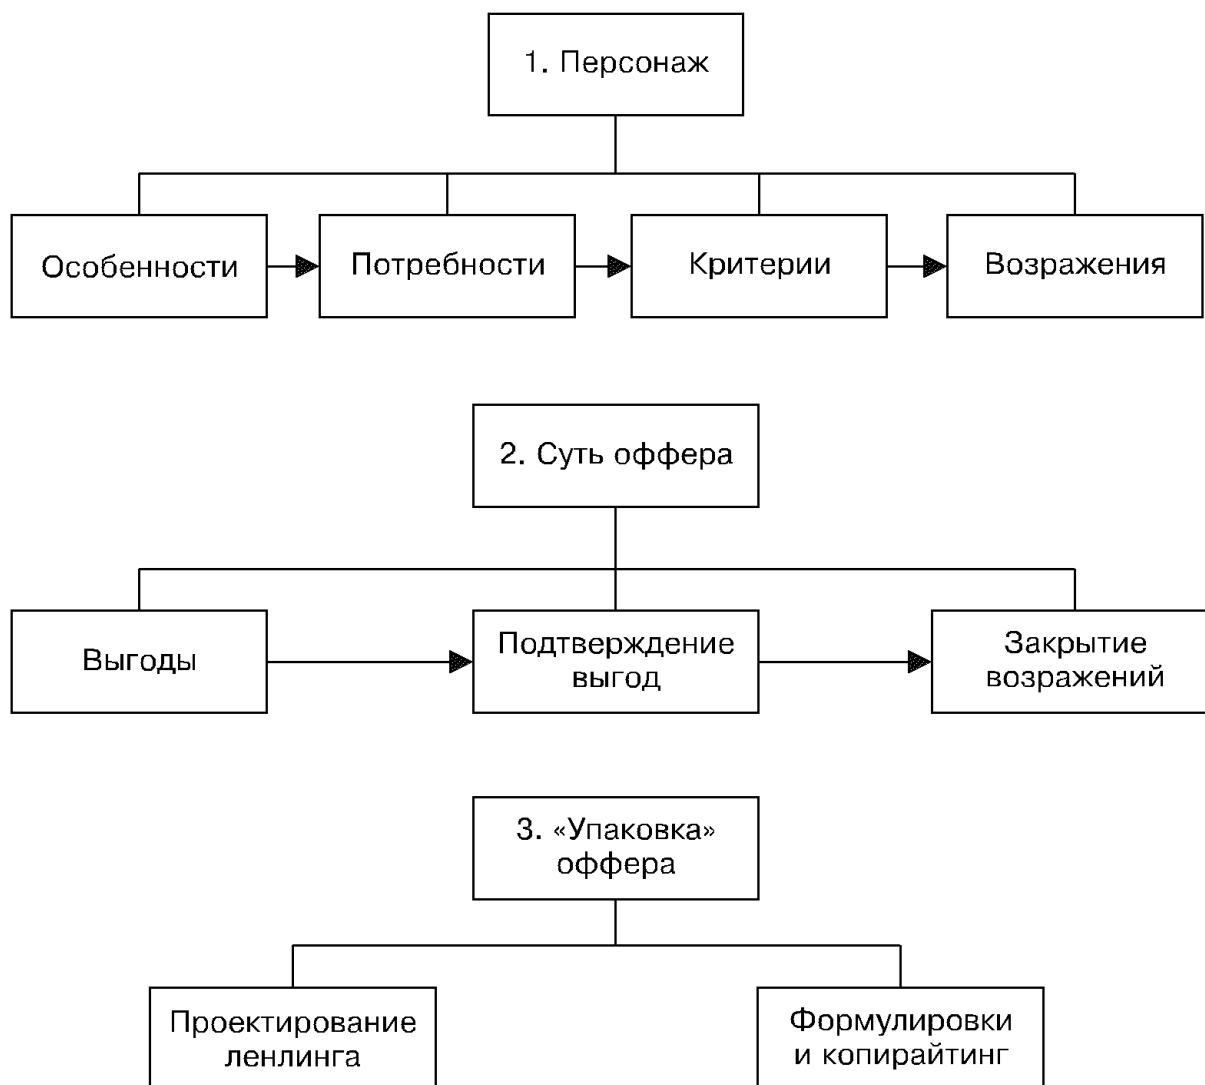 1. Персонаж
Особенности
Потребности
Критерии
Возражения
2. Суть оффера
Выгоды
Подтверждение
выгод
Закрытие
возражений
3. «Упаковка»
оффера
Проектирование
ленлинга
Формулировки
и копирайтинг